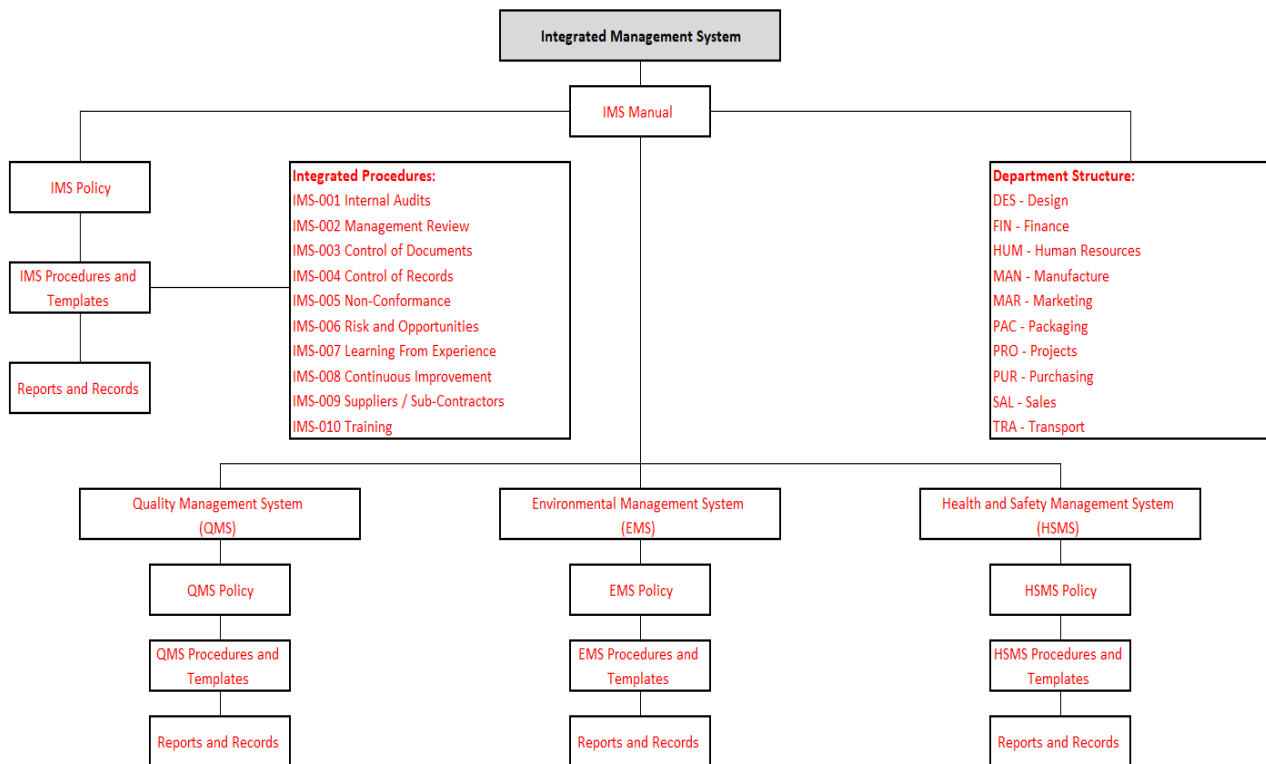 Integrated Management System
IMS Manual
IMS Policy
IMS Procedures and
Templates
Reports and Records
Integrated Procedures:
IMS-001 Internal Audits
IMS-002 Management Review
IMS-003 Control of Documents
IMS-004 Control of Records
IMS-005 Non-Conformance
IMS-006 Risk and Opportunities
IMS-007 Learning From Experience
IMS-008 Continuous Improvement
IMS-009 Suppliers / Sub-Contractors
IMS-010 Training
Department Structure:
DES - Design
FIN - Finance
HUM - Human Resources
MAN - Manufacture
MAR - Marketing
PAC - Packaging
PRO - Projects
PUR - Purchasing
SAL - Sales
TRA - Transport
Quality Management System
(QMS)
QMS Policy
QMS Procedures and
Templates
Reports and Records
Environmental Management System
(EMS)
EMS Policy
EMS Procedures and
Templates
Reports and Records
Health and Safety Management System
(HSMS)
HSMS Policy
HSMS Procedures and
Templates
Reports and Records